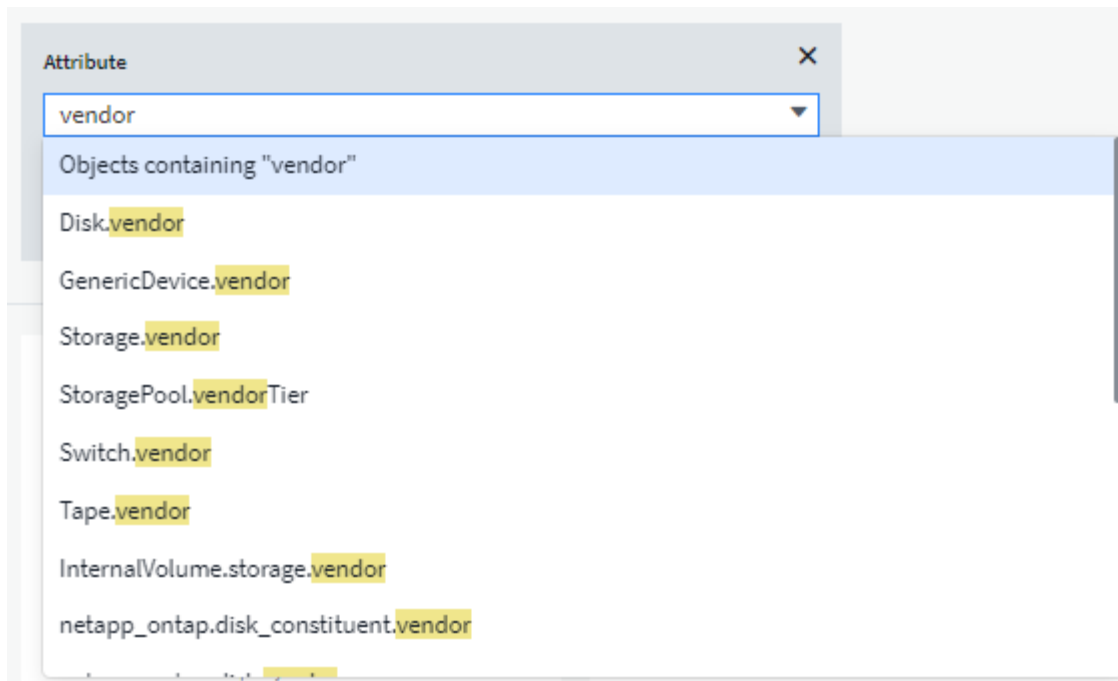 Attribute
vendor
Objects containing "vendor"
Disk.vendor
GenericDevice.vendor
Storage.vendor
StoragePool.vendorTier
Switch.vendor
Tape.vendor
InternalVolume.storage.vendor
netapp_ontap.disk_constituent.vendor